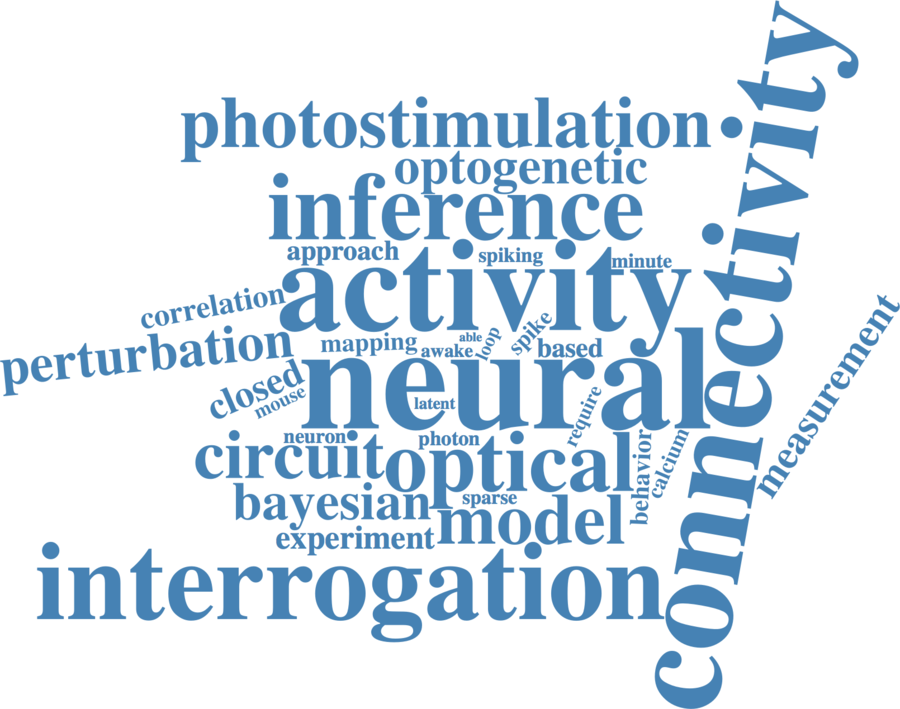 photostimulation
optogenetic
inference
approach
spiking
minute
activity
connectivity
correlation
perturbation
mapping
able
awake
loop
spike
based
measurement
closed
mouse
neural
latent
require
neuron
photon
circuit
optical
behavior
calcium
bayesian
sparse
model
experiment
interrogation